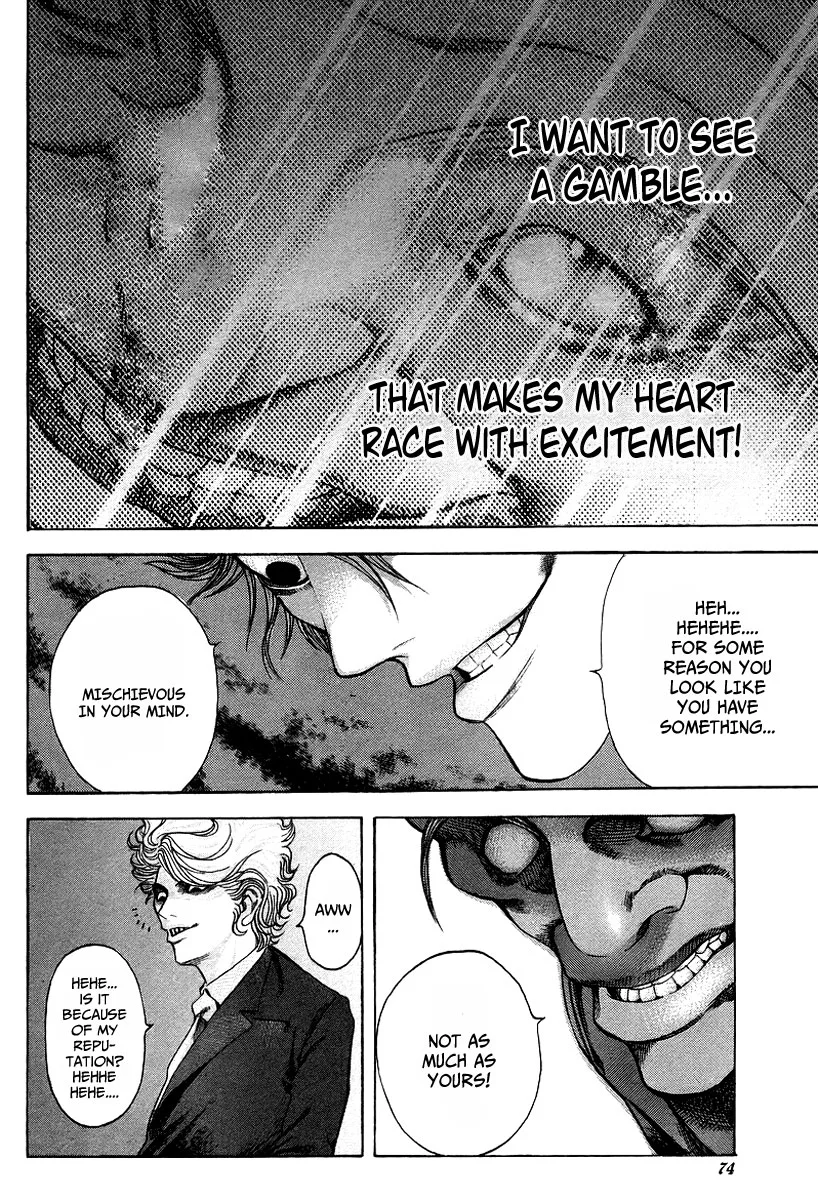 I WANT TO SEE
A GAMBLE...
THAT MAKES MY HEART
RACE WITH EXCITEMENT!
HEH...
HEHEHE....
FOR SOME
REASON YOU
LOOK LIKE
YOU HAVE
SOMETHING...
MISCHIEVOUS
IN YOUR MIND.
NOT AS
MUCH AS
YOURS!
AWW
...
HEHE...
IS IT
BECAUSE
OF MY
REPU-
TATION?
HEHHE
HEHE....
74